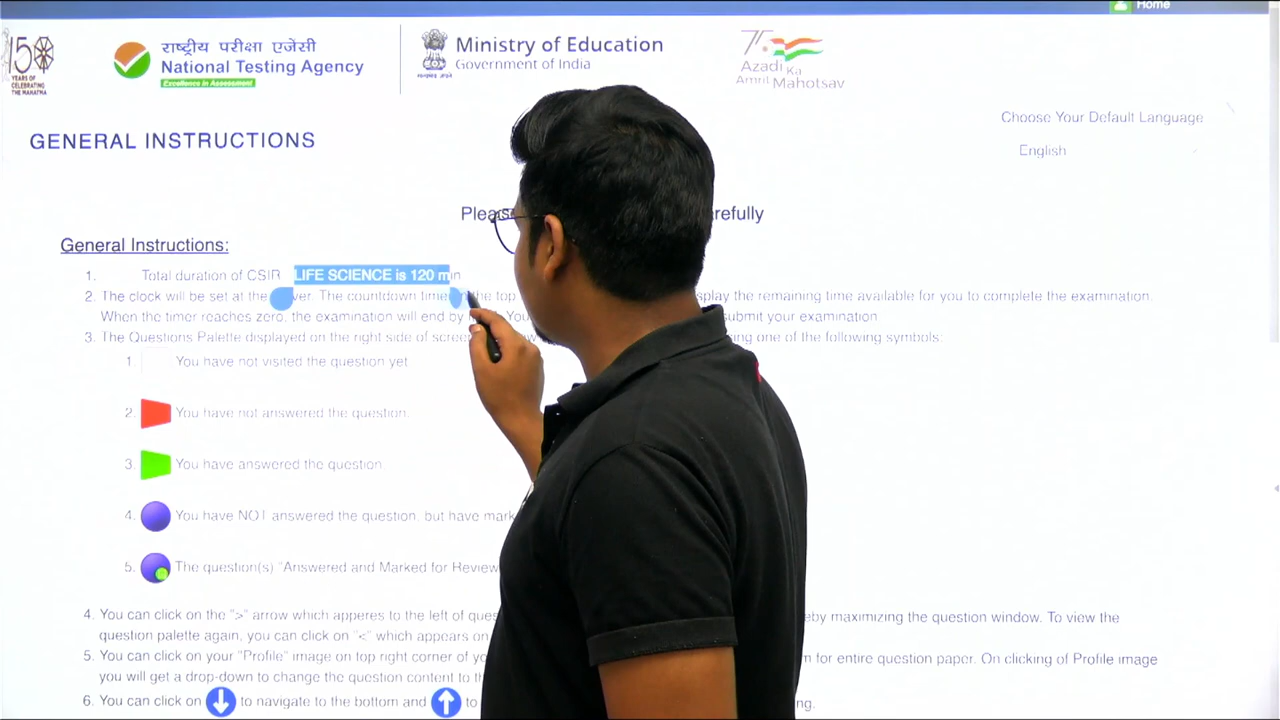 Home
150
YEARS OF
CELEBRATING
THE MAHATMA
राष्ट्रीय परीक्षा एजेंसी
National Testing Agency
Excellence in Assessment
Ministry of Education
Government of India
सत्यमेव जयते
75
Azadi Ka
Amrit Mahotsav
Choose Your Default Language
English
GENERAL INSTRUCTIONS
Please refully
General Instructions:
1. Total duration of CSIR LIFE SCIENCE is 120 min
2. The clock will be set at the ver. The countdown time the top splay the remaining time available for you to complete the examination.
When the timer reaches zero, the examination will end by You submit your examination.
3. The Questions Palette displayed on the right side of screen ing one of the following symbols:
1. You have not visited the question yet
2. You have not answered the question.
3. You have answered the question.
4. You have NOT answered the question, but have mark
5. The question(s) "Answered and Marked for Review
4. You can click on the ">" arrow which apperes to the left of ques eby maximizing the question window. To view the
question palette again, you can click on "<" which appears on
5. You can click on your "Profile" image on top right corner of yo m for entire question paper. On clicking of Profile image
you will get a drop-down to change the question content to th
6. You can click on to navigate to the bottom and to ng.